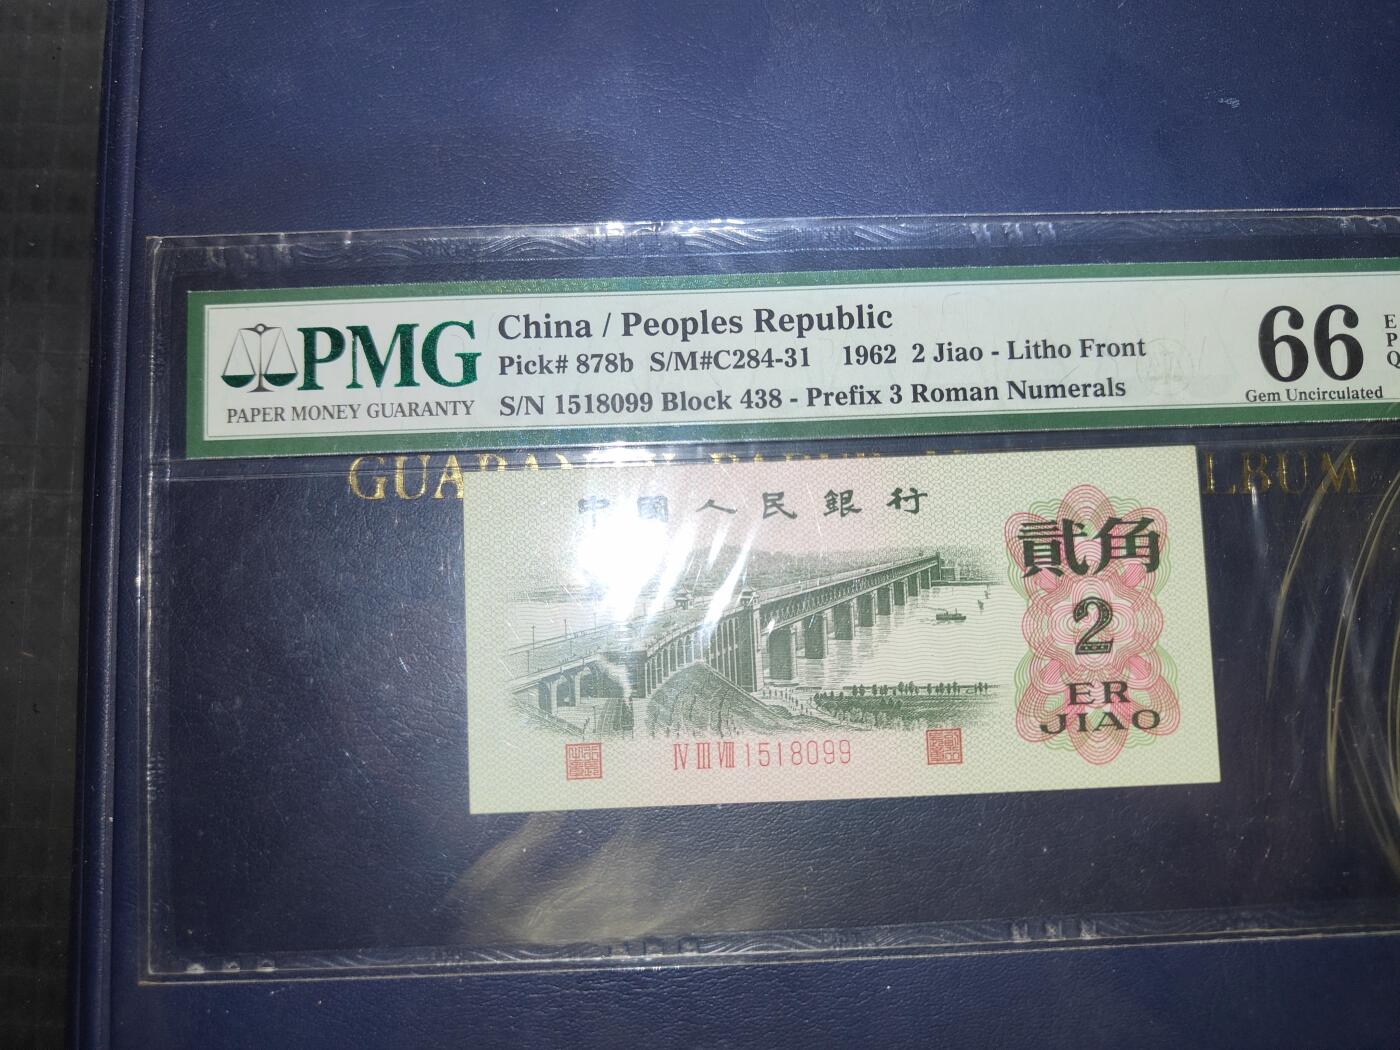 PMG
PAPER MONEY GUARANTY
China / Peoples Republic
Pick# 878b S/M#C284-31 1962 2 Jiao - Litho Front
S/N 1518099 Block 438 - Prefix 3 Roman Numerals
66
Gem Uncirculated
E
P
Q
中國人民銀行
貳角
2
ER
JIAO
IV III VIII 1518099